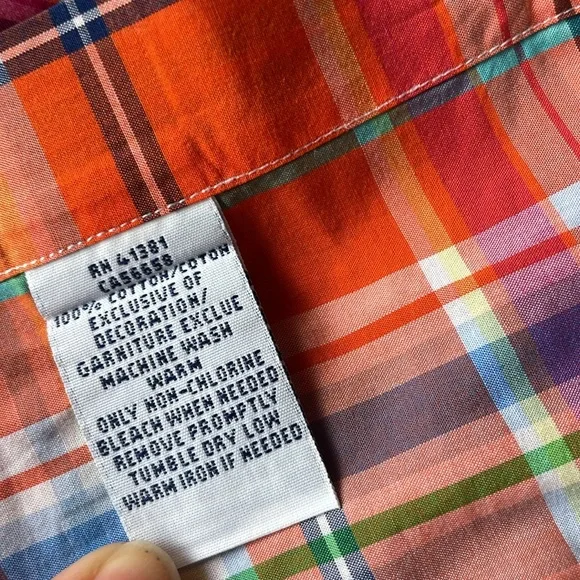 RN 41381
CA56658
100% COTTON/COTON
EXCLUSIVE OF
DECORATION/
GARNITURE EXCLUE
MACHINE WASH
WARM
ONLY NON-CHLORINE
BLEACH WHEN NEEDED
REMOVE PROMPTLY
TUMBLE DRY LOW
WARM IRON IF NEEDED